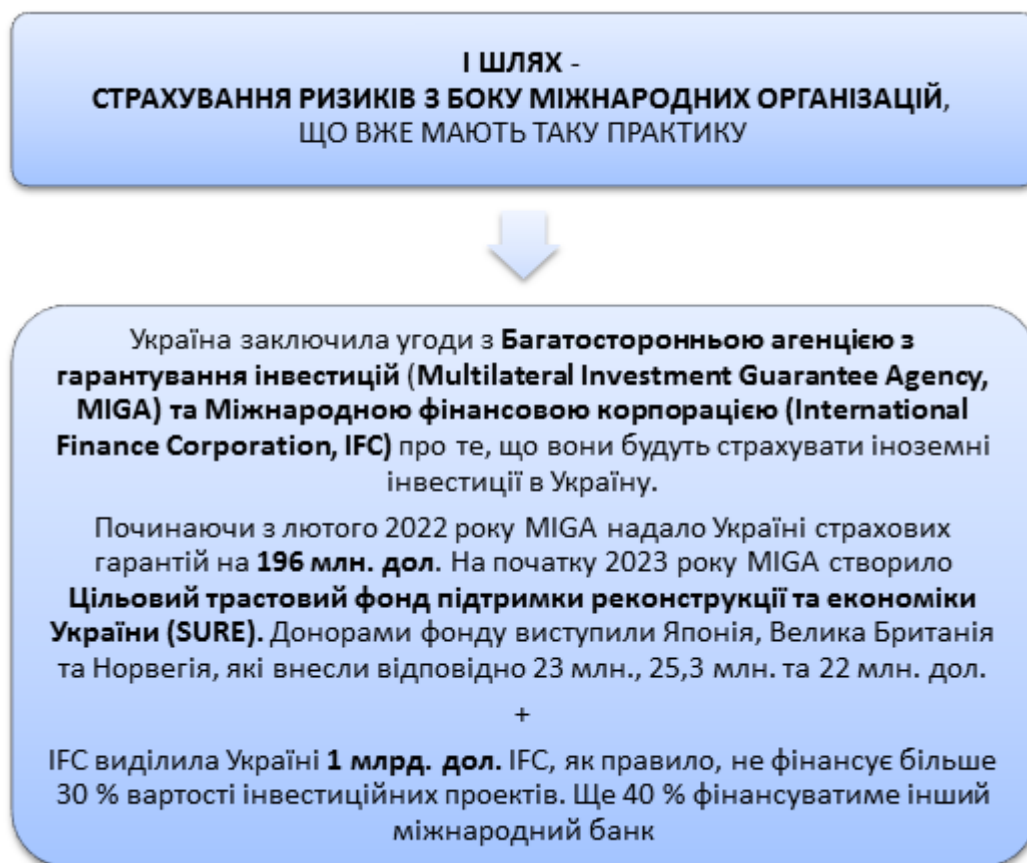 І ШЛЯХ -
СТРАХУВАННЯ РИЗИКІВ З БОКУ МІЖНАРОДНИХ ОРГАНІЗАЦІЙ,
ЩО ВЖЕ МАЮТЬ ТАКУ ПРАКТИКУ
Україна заключила угоди з Багатосторонньою агенцією з
гарантування інвестицій (Multilateral Investment Guarantee Agency,
MIGA) та Міжнародною фінансовою корпорацією (International
Finance Corporation, IFC) про те, що вони будуть страхувати іноземні
інвестиції в Україну.
Починаючи з лютого 2022 року MIGA надало Україні страхових
гарантій на 196 млн. дол. На початку 2023 року MIGA створило
Цільовий трастовий фонд підтримки реконструкції та економіки
України (SURE). Донорами фонду виступили Японія, Велика Британія
та Норвегія, які внесли відповідно 23 млн., 25,3 млн. та 22 млн. дол.
+
IFC виділила Україні 1 млрд. дол. IFC, як правило, не фінансує більше
30 % вартості інвестиційних проектів. Ще 40 % фінансуватиме інший
міжнародний банк